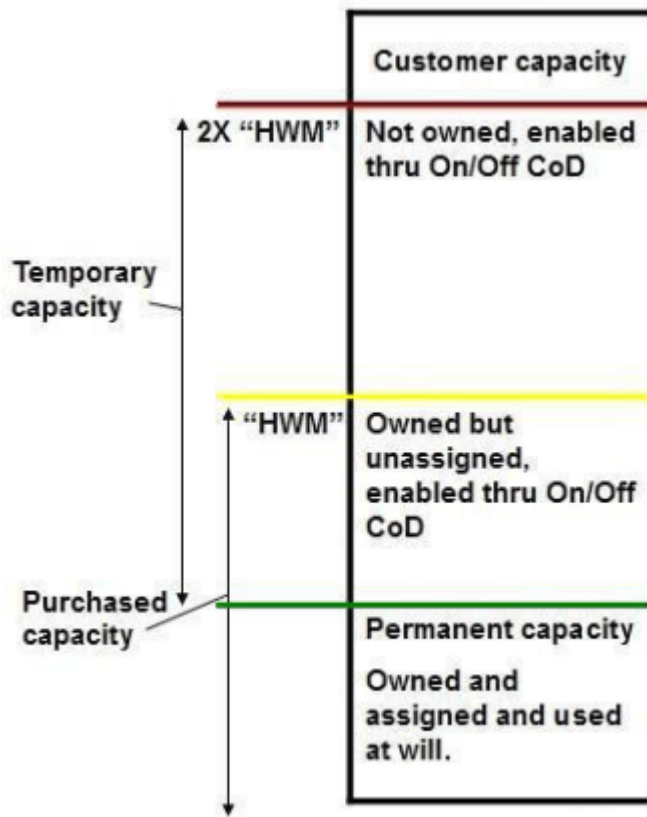 Customer capacity
2X “HWM”
Not owned, enabled
thru On/Off CoD
Temporary
capacity
“HWM”
Owned but
unassigned,
enabled thru On/Off
CoD
Purchased
capacity
Permanent capacity
Owned and
assigned and used
at will.